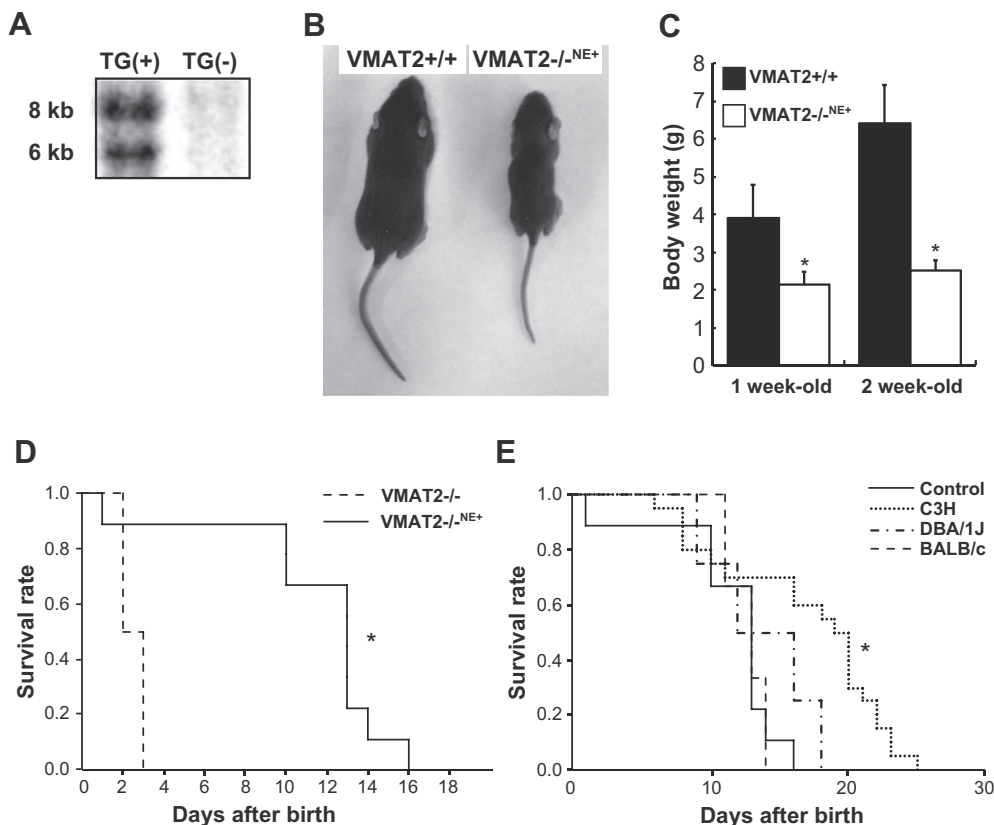 A
TG(+) TG(-)
8 kb
6 kb
B
VMAT2+/+ VMAT2-/-NE+
C
Body weight (g)
8
7
6
5
4
3
2
1
0
VMAT2+/+
VMAT2-/-NE+
*
*
1 week-old 2 week-old
D
Survival rate
1.0
0.8
0.6
0.4
0.2
0.0
VMAT2-/-
VMAT2-/-NE+
*
0 2 4 6 8 10 12 14 16 18
Days after birth
E
Survival rate
1.0
0.8
0.6
0.4
0.2
0.0
Control
C3H
DBA/1J
BALB/c
*
0 10 20 30
Days after birth